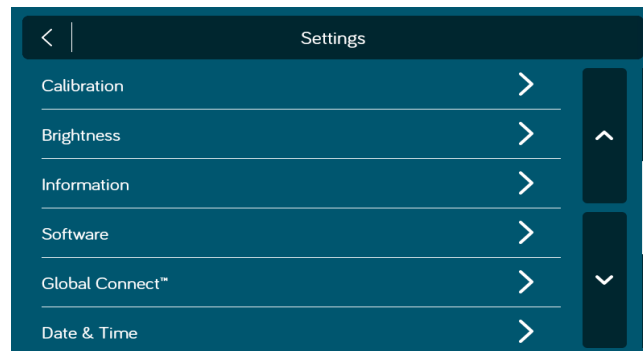 Settings
Calibration
Brightness
Information
Software
Global Connect™
Date & Time